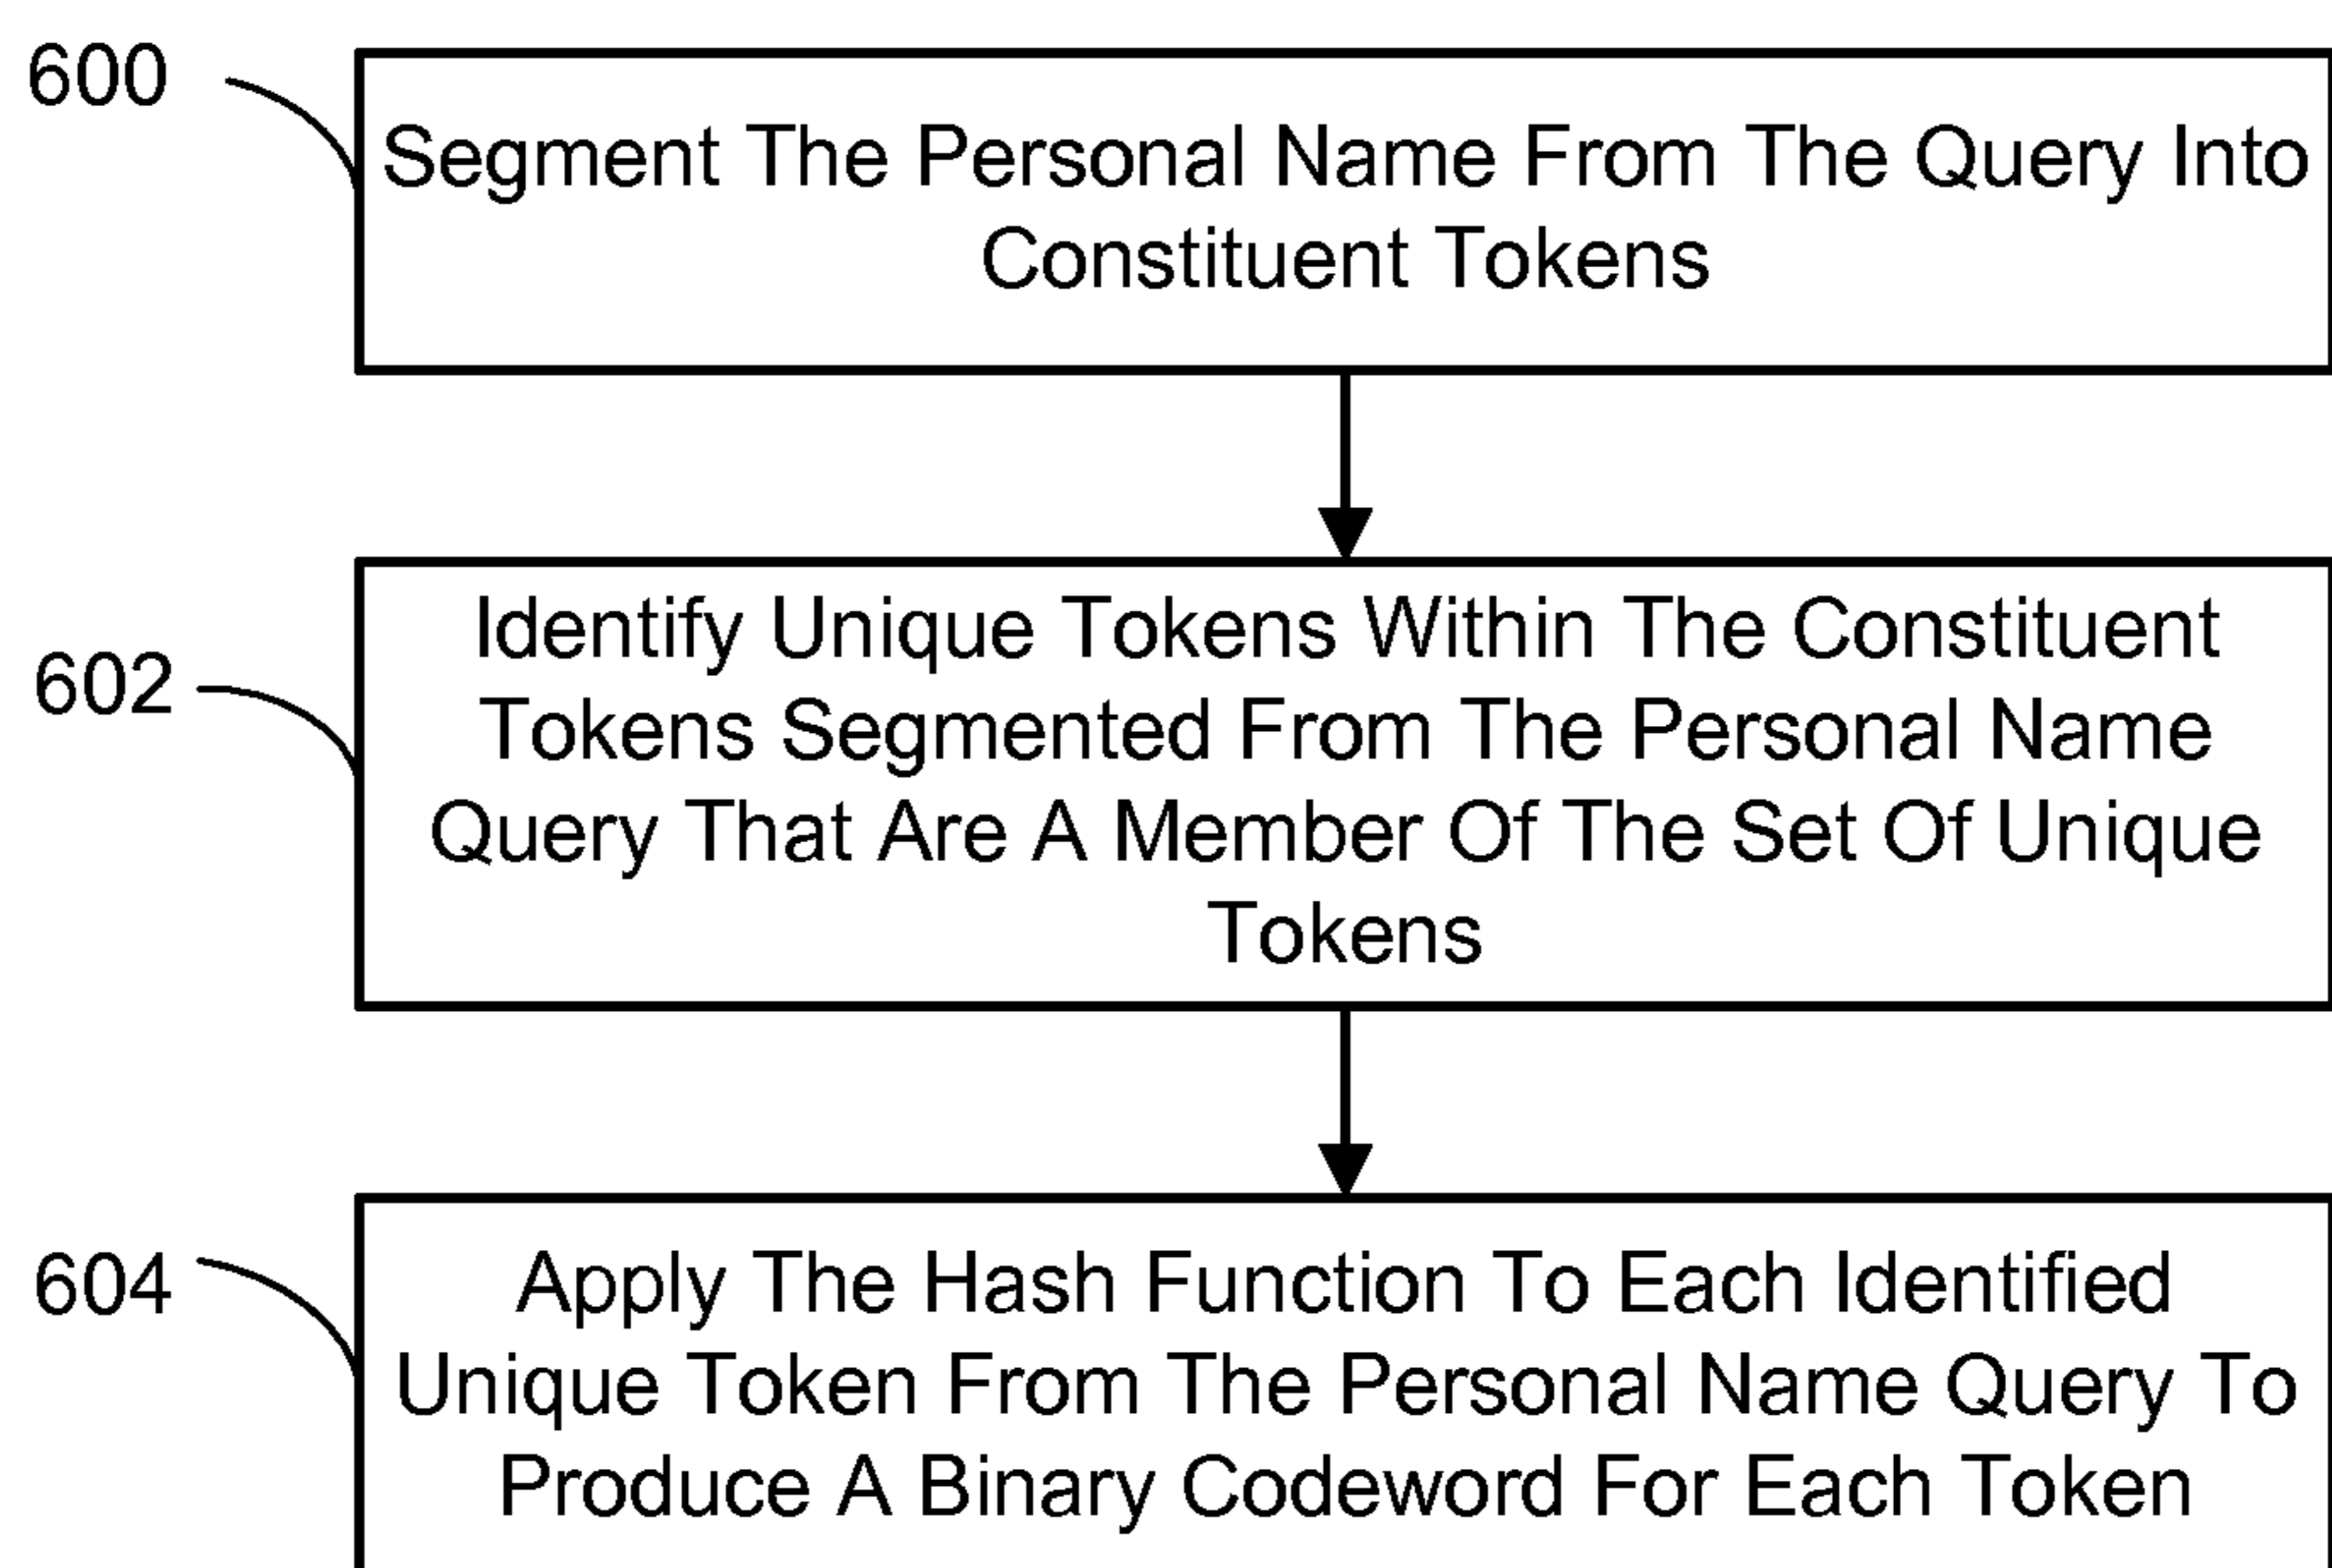 600
Segment The Personal Name From The Query Into
Constituent Tokens
602
Identify Unique Tokens Within The Constituent
Tokens Segmented From The Personal Name
Query That Are A Member Of The Set Of Unique
Tokens
604
Apply The Hash Function To Each Identified
Unique Token From The Personal Name Query To
Produce A Binary Codeword For Each Token